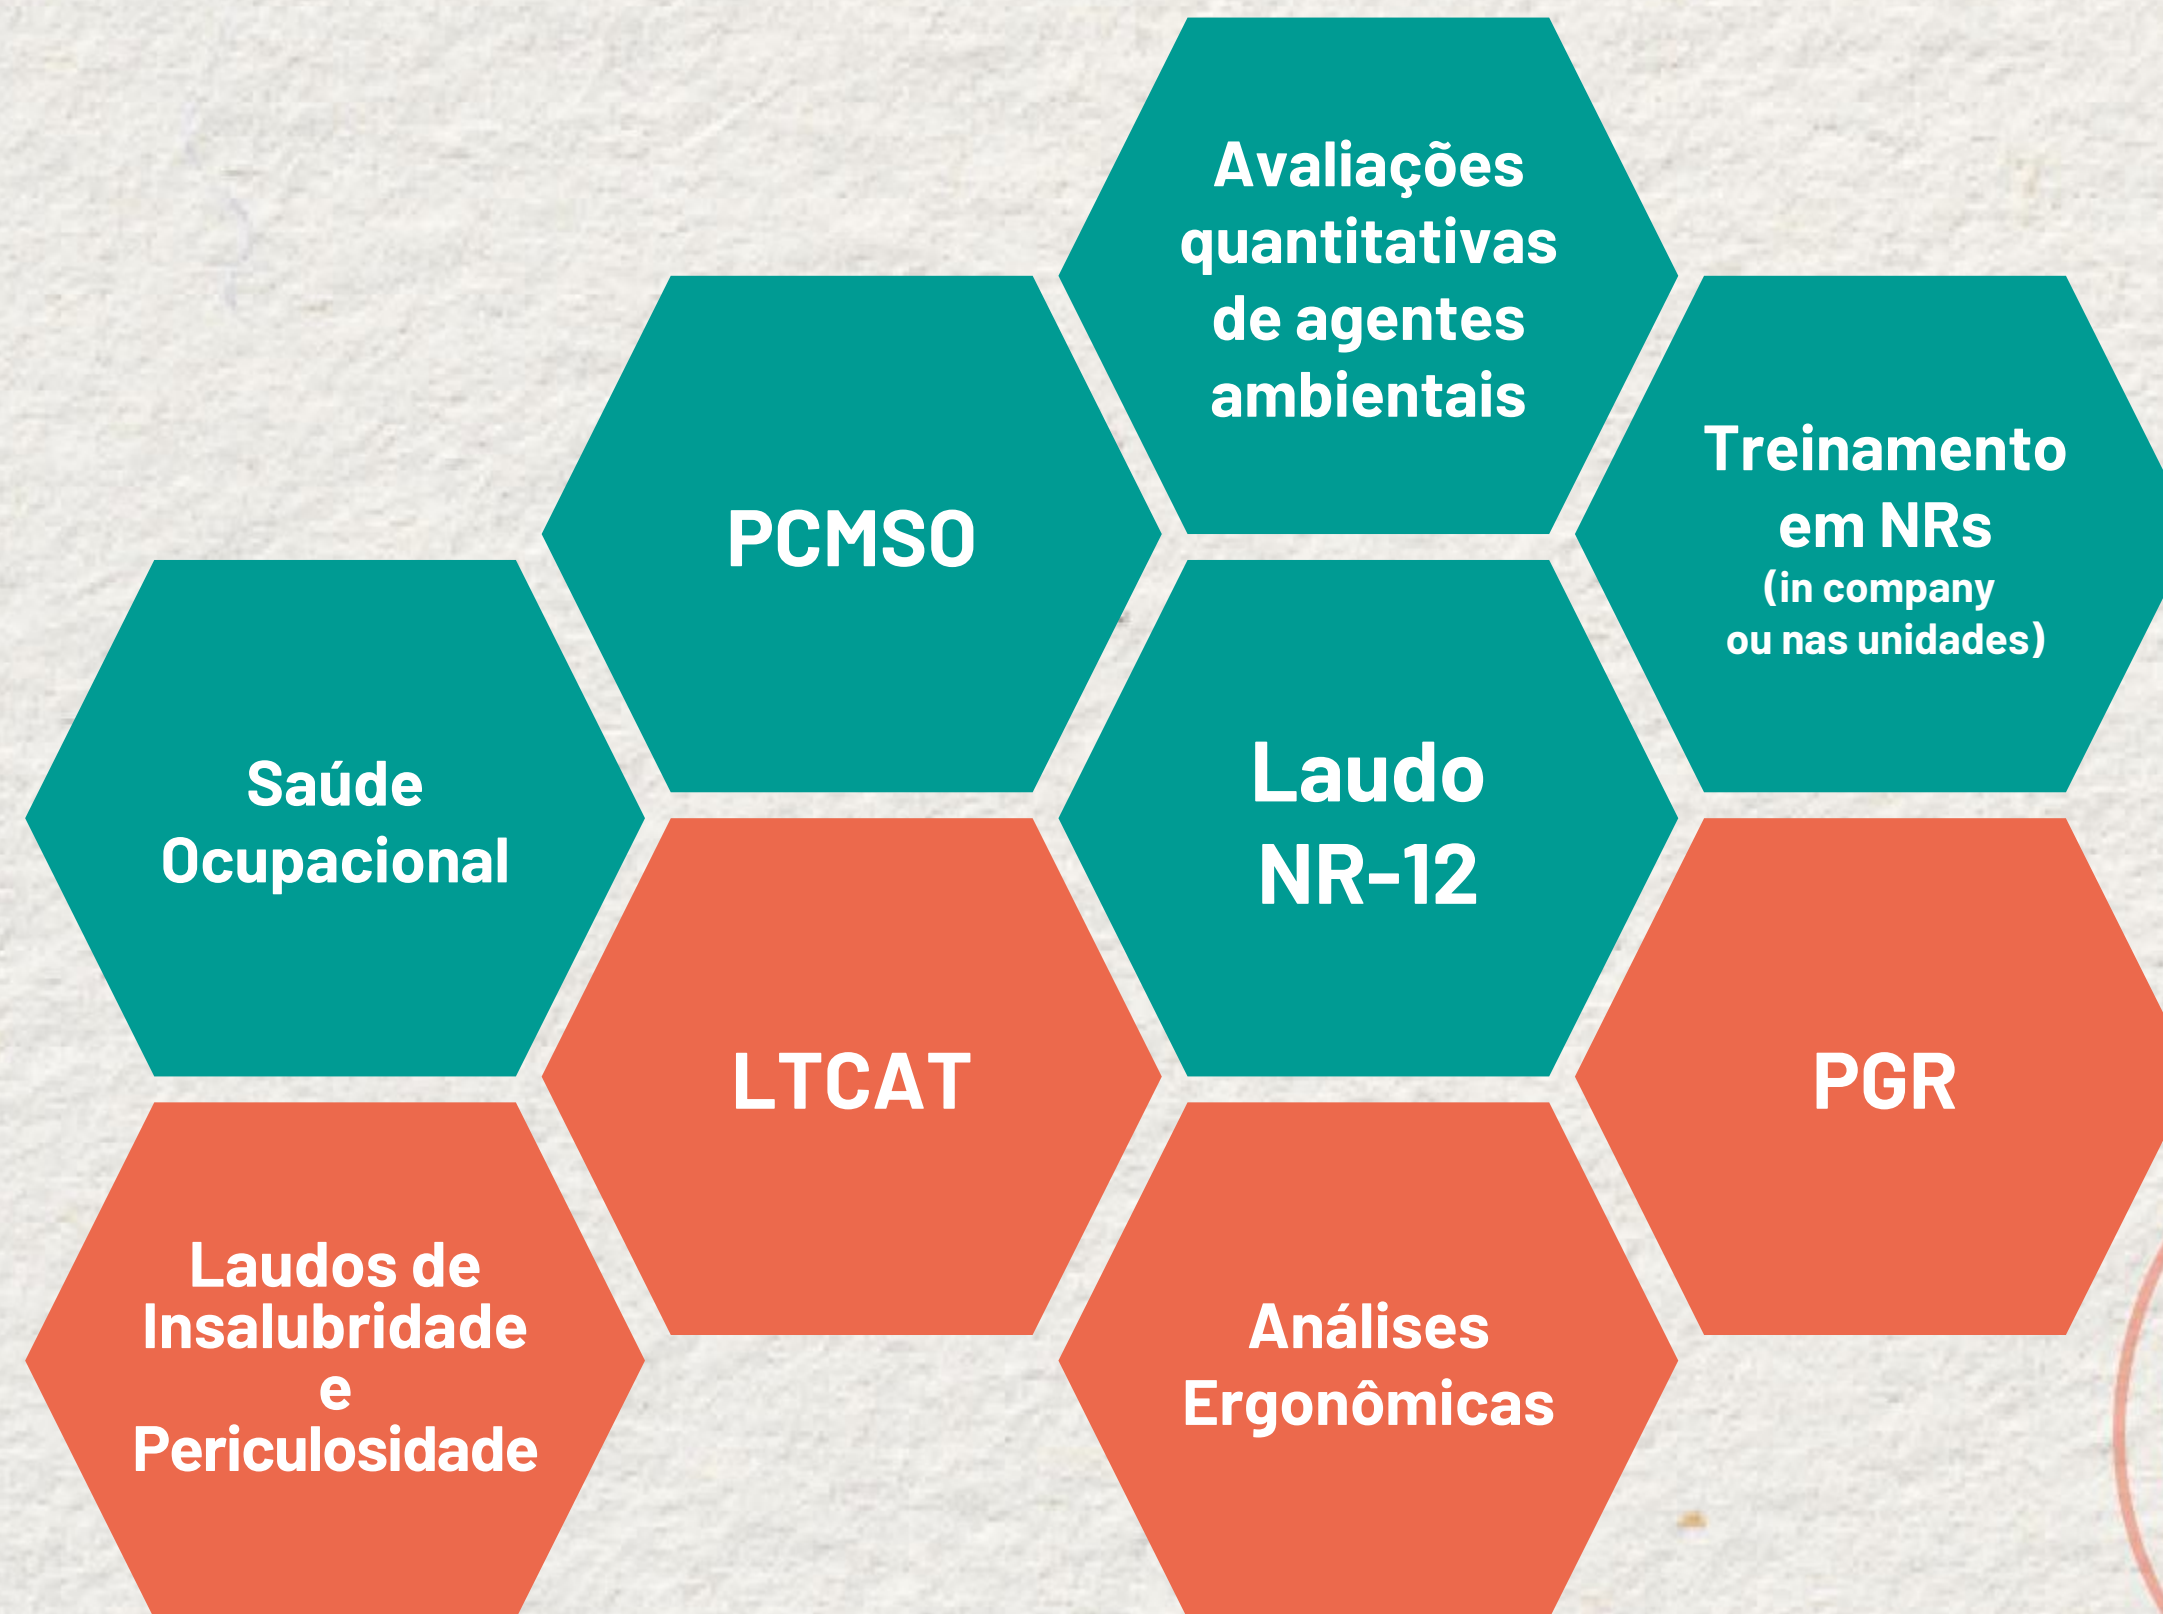 Avaliações
quantitativas
de agentes
ambientais
PCMSO
Treinamento
em NRs
(in company
ou nas unidades)
Saúde
Ocupacional
Laudo
NR-12
LTCAT
PGR
Laudos de
Insalubridade
e
Periculosidade
Análises
Ergonômicas